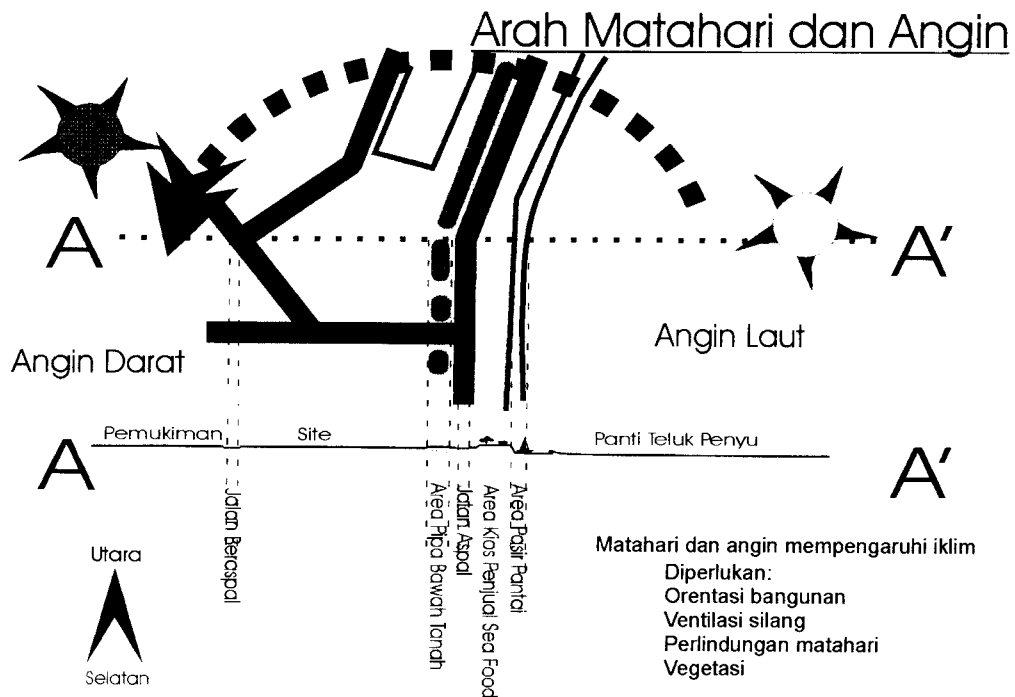 Arah Matahari dan Angin
A A'
Angin Laut
Angin Darat
Pemukiman Site Panti Teluk Penyu
A A'
Jalan Beraspal
Area Pipa Bawah Tanah
Jalan Aspal
Area Kios Penjual Sea Food
Area Pasir Pantai
Utara
Selatan
Matahari dan angin mempengaruhi iklim
Diperlukan:
Orentasi bangunan
Ventilasi silang
Perlindungan matahari
Vegetasi